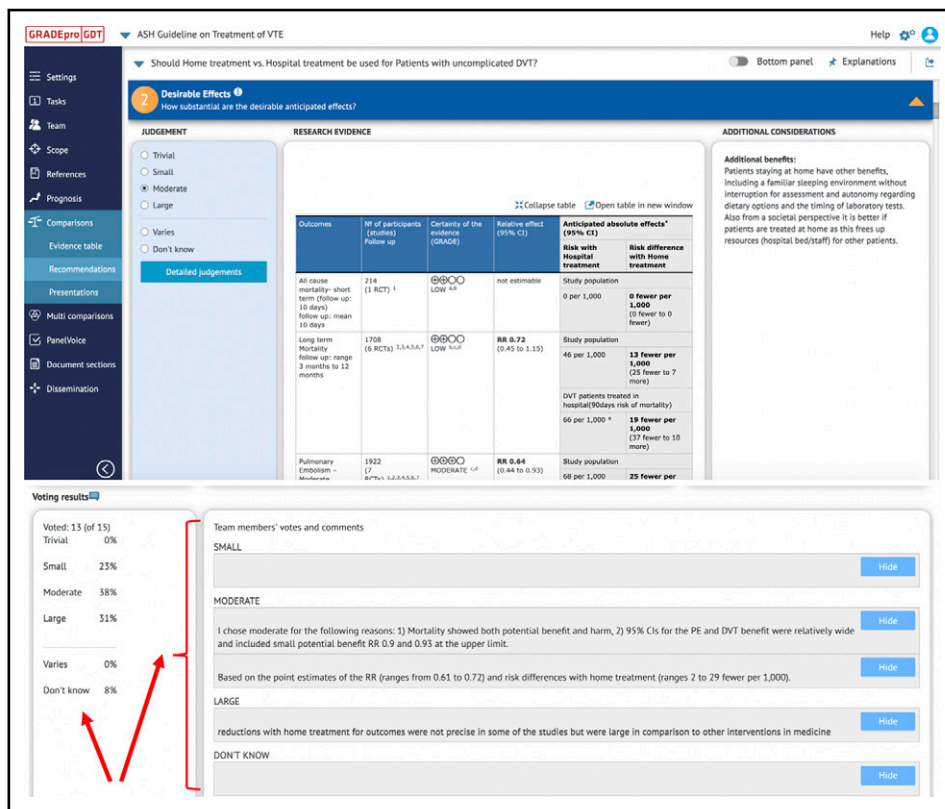 GRADEpro GDT
ASH Guideline on Treatment of VTE
Help
Should Home treatment vs. Hospital treatment be used for Patients with uncomplicated DVT?
Bottom panel
Explanations
Settings
Tasks
Team
Scope
References
Prognosis
Comparisons
Evidence table
Recommendations
Presentations
Multi comparisons
PanelVoice
Document sections
Dissemination
2
Desirable Effects
How substantial are the desirable anticipated effects?
JUDGEMENT
Trivial
Small
Moderate
Large
Varies
Don't know
Detailed judgements
RESEARCH EVIDENCE
Collapse table
Open table in new window
Outcomes
Nº of participants
(studies)
Follow up
Certainty of the
evidence
(GRADE)
Relative effect
(95% CI)
Anticipated absolute effects*
(95% CI)
Risk with
Hospital
treatment
Risk difference
with Home
treatment
All cause
mortality- short
term (follow up:
10 days)
follow up: mean
10 days
214
(1 RCT) 1
LOW a,b
not estimable
Study population
0 per 1,000
0 fewer per
1,000
(0 fewer to 0
fewer)
Long term
Mortality
follow up: range
3 months to 12
months
1708
(6 RCTs) 2,3,4,5,6,7
LOW b,c,d
RR 0.72
(0.45 to 1.15)
Study population
46 per 1,000
13 fewer per
1,000
(25 fewer to 7
more)
DVT patients treated in
hospital(90days risk of mortality)
66 per 1,000 e
19 fewer per
1,000
(37 fewer to 10
more)
Pulmonary
Embolism –
Moderate
1922
(7
RCTs) 1,2,3,4,5,6,7
MODERATE c,d
RR 0.64
(0.44 to 0.93)
Study population
68 per 1,000
25 fewer per
ADDITIONAL CONSIDERATIONS
Additional benefits:
Patients staying at home have other benefits,
including a familiar sleeping environment without
interruption for assessment and autonomy regarding
dietary options and the timing of laboratory tests.
Also from a societal perspective it is better if
patients are treated at home as this frees up
resources (hospital bed/staff) for other patients.
Voting results
Voted: 13 (of 15)
Trivial 0%
Small 23%
Moderate 38%
Large 31%
Varies 0%
Don't know 8%
Team members' votes and comments
SMALL
Hide
MODERATE
I chose moderate for the following reasons: 1) Mortality showed both potential benefit and harm, 2) 95% CIs for the PE and DVT benefit were relatively wide
and included small potential benefit RR 0.9 and 0.93 at the upper limit.
Hide
Based on the point estimates of the RR (ranges from 0.61 to 0.72) and risk differences with home treatment (ranges 2 to 29 fewer per 1,000).
Hide
LARGE
reductions with home treatment for outcomes were not precise in some of the studies but were large in comparison to other interventions in medicine
Hide
DON'T KNOW
Hide